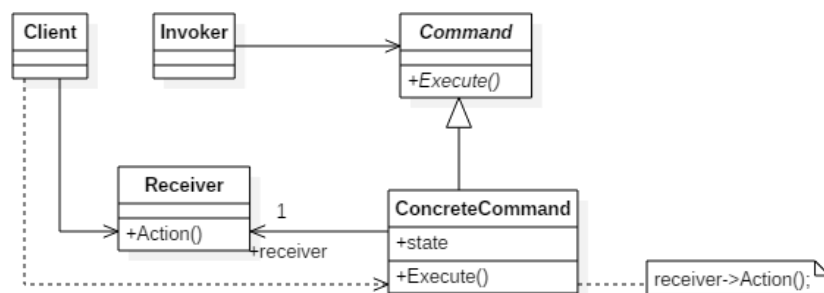 Client
Invoker
Command
+Execute()
Receiver
+Action()
1
+receiver
ConcreteCommand
+state
+Execute()
receiver->Action();